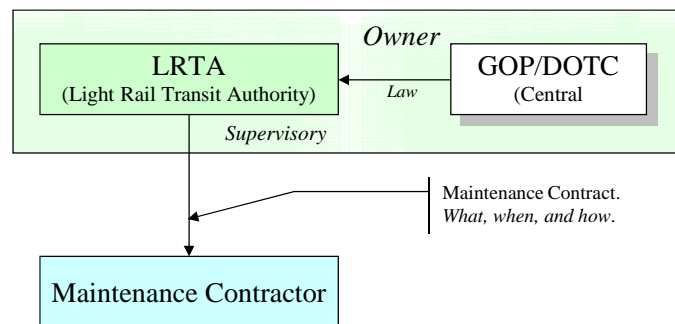 Owner
LRTA
(Light Rail Transit Authority)
GOP/DOTC
(Central
Law
Supervisory
Maintenance Contract.
What, when, and how.
Maintenance Contractor